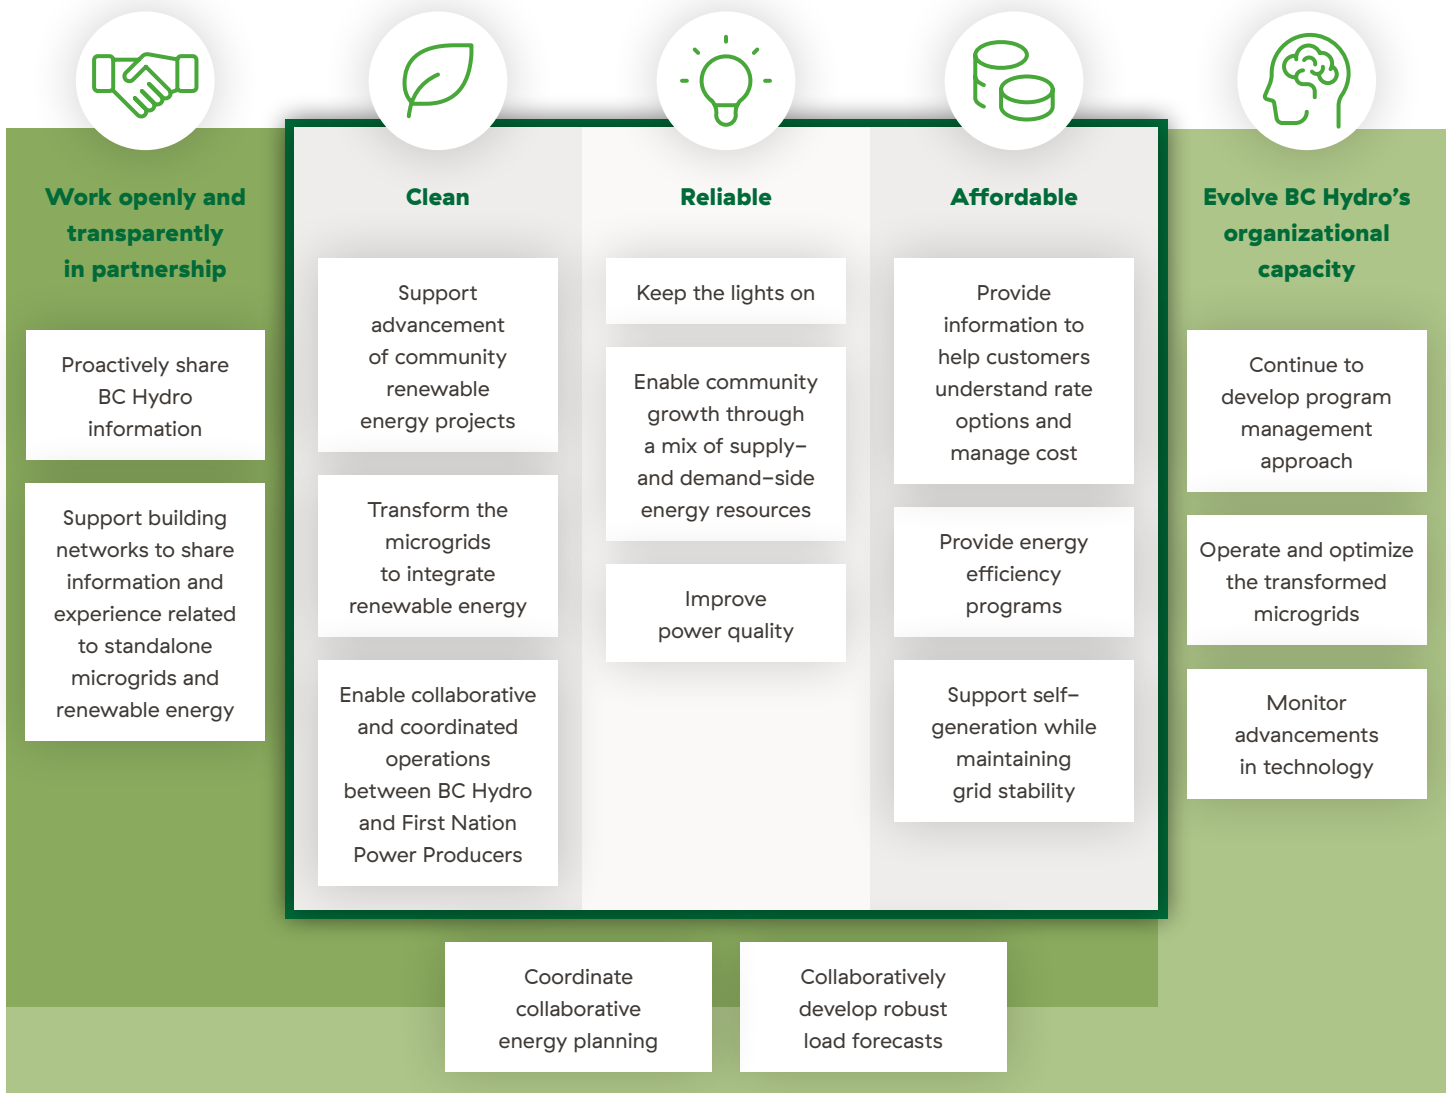 Work openly and
transparently
in partnership
Proactively share
BC Hydro
information
Support building
networks to share
information and
experience related
to standalone
microgrids and
renewable energy
Clean
Support
advancement
of community
renewable
energy projects
Transform the
microgrids
to integrate
renewable energy
Enable collaborative
and coordinated
operations
between BC Hydro
and First Nation
Power Producers
Reliable
Keep the lights on
Enable community
growth through
a mix of supply-
and demand-side
energy resources
Improve
power quality
Affordable
Provide
information to
help customers
understand rate
options and
manage cost
Provide energy
efficiency
programs
Support self-
generation while
maintaining
grid stability
Evolve BC Hydro’s
organizational
capacity
Continue to
develop program
management
approach
Operate and optimize
the transformed
microgrids
Monitor
advancements
in technology
Coordinate
collaborative
energy planning
Collaboratively
develop robust
load forecasts